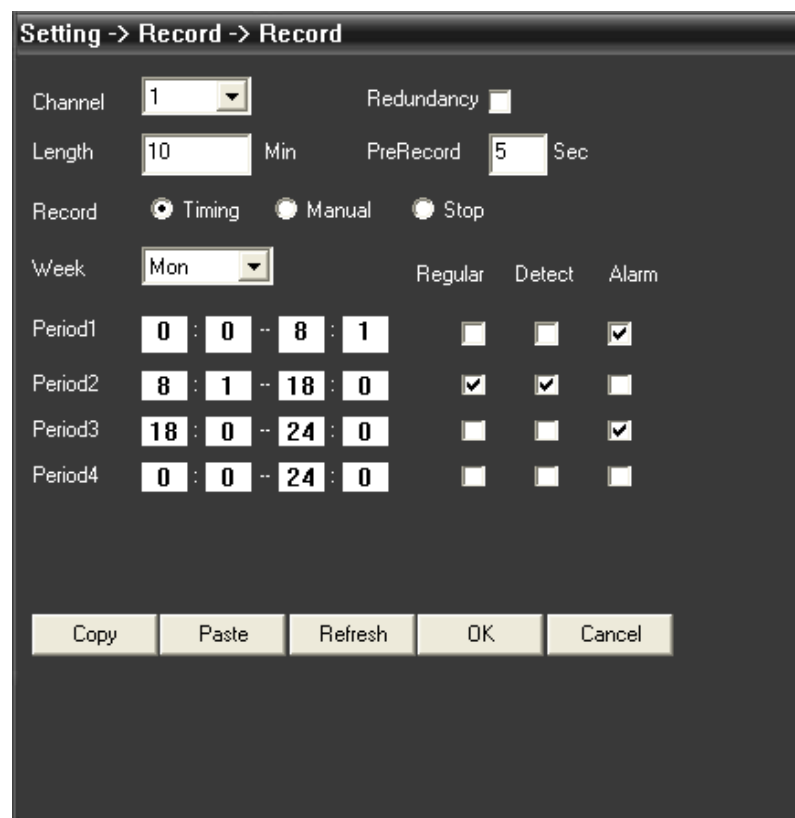 Setting -> Record -> Record
Channel 1 Redundancy
Length 10 Min PreRecord 5 Sec
Record Timing Manual Stop
Week Mon Regular Detect Alarm
Period1 0 : 0 -- 8 : 1
Period2 8 : 1 -- 18 : 0
Period3 18 : 0 -- 24 : 0
Period4 0 : 0 -- 24 : 0
Copy Paste Refresh OK Cancel